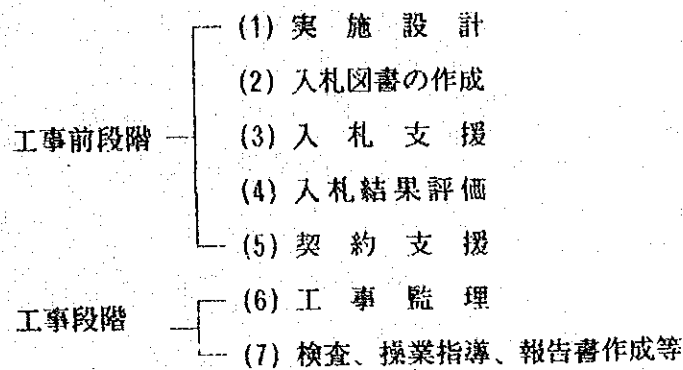 (1) 実施設計
(2) 入札図書の作成
工事前段階
(3) 入札支援
(4) 入札結果評価
(5) 契約支援
工事段階
(6) 工事監理
(7) 検査、操業指導、報告書作成等